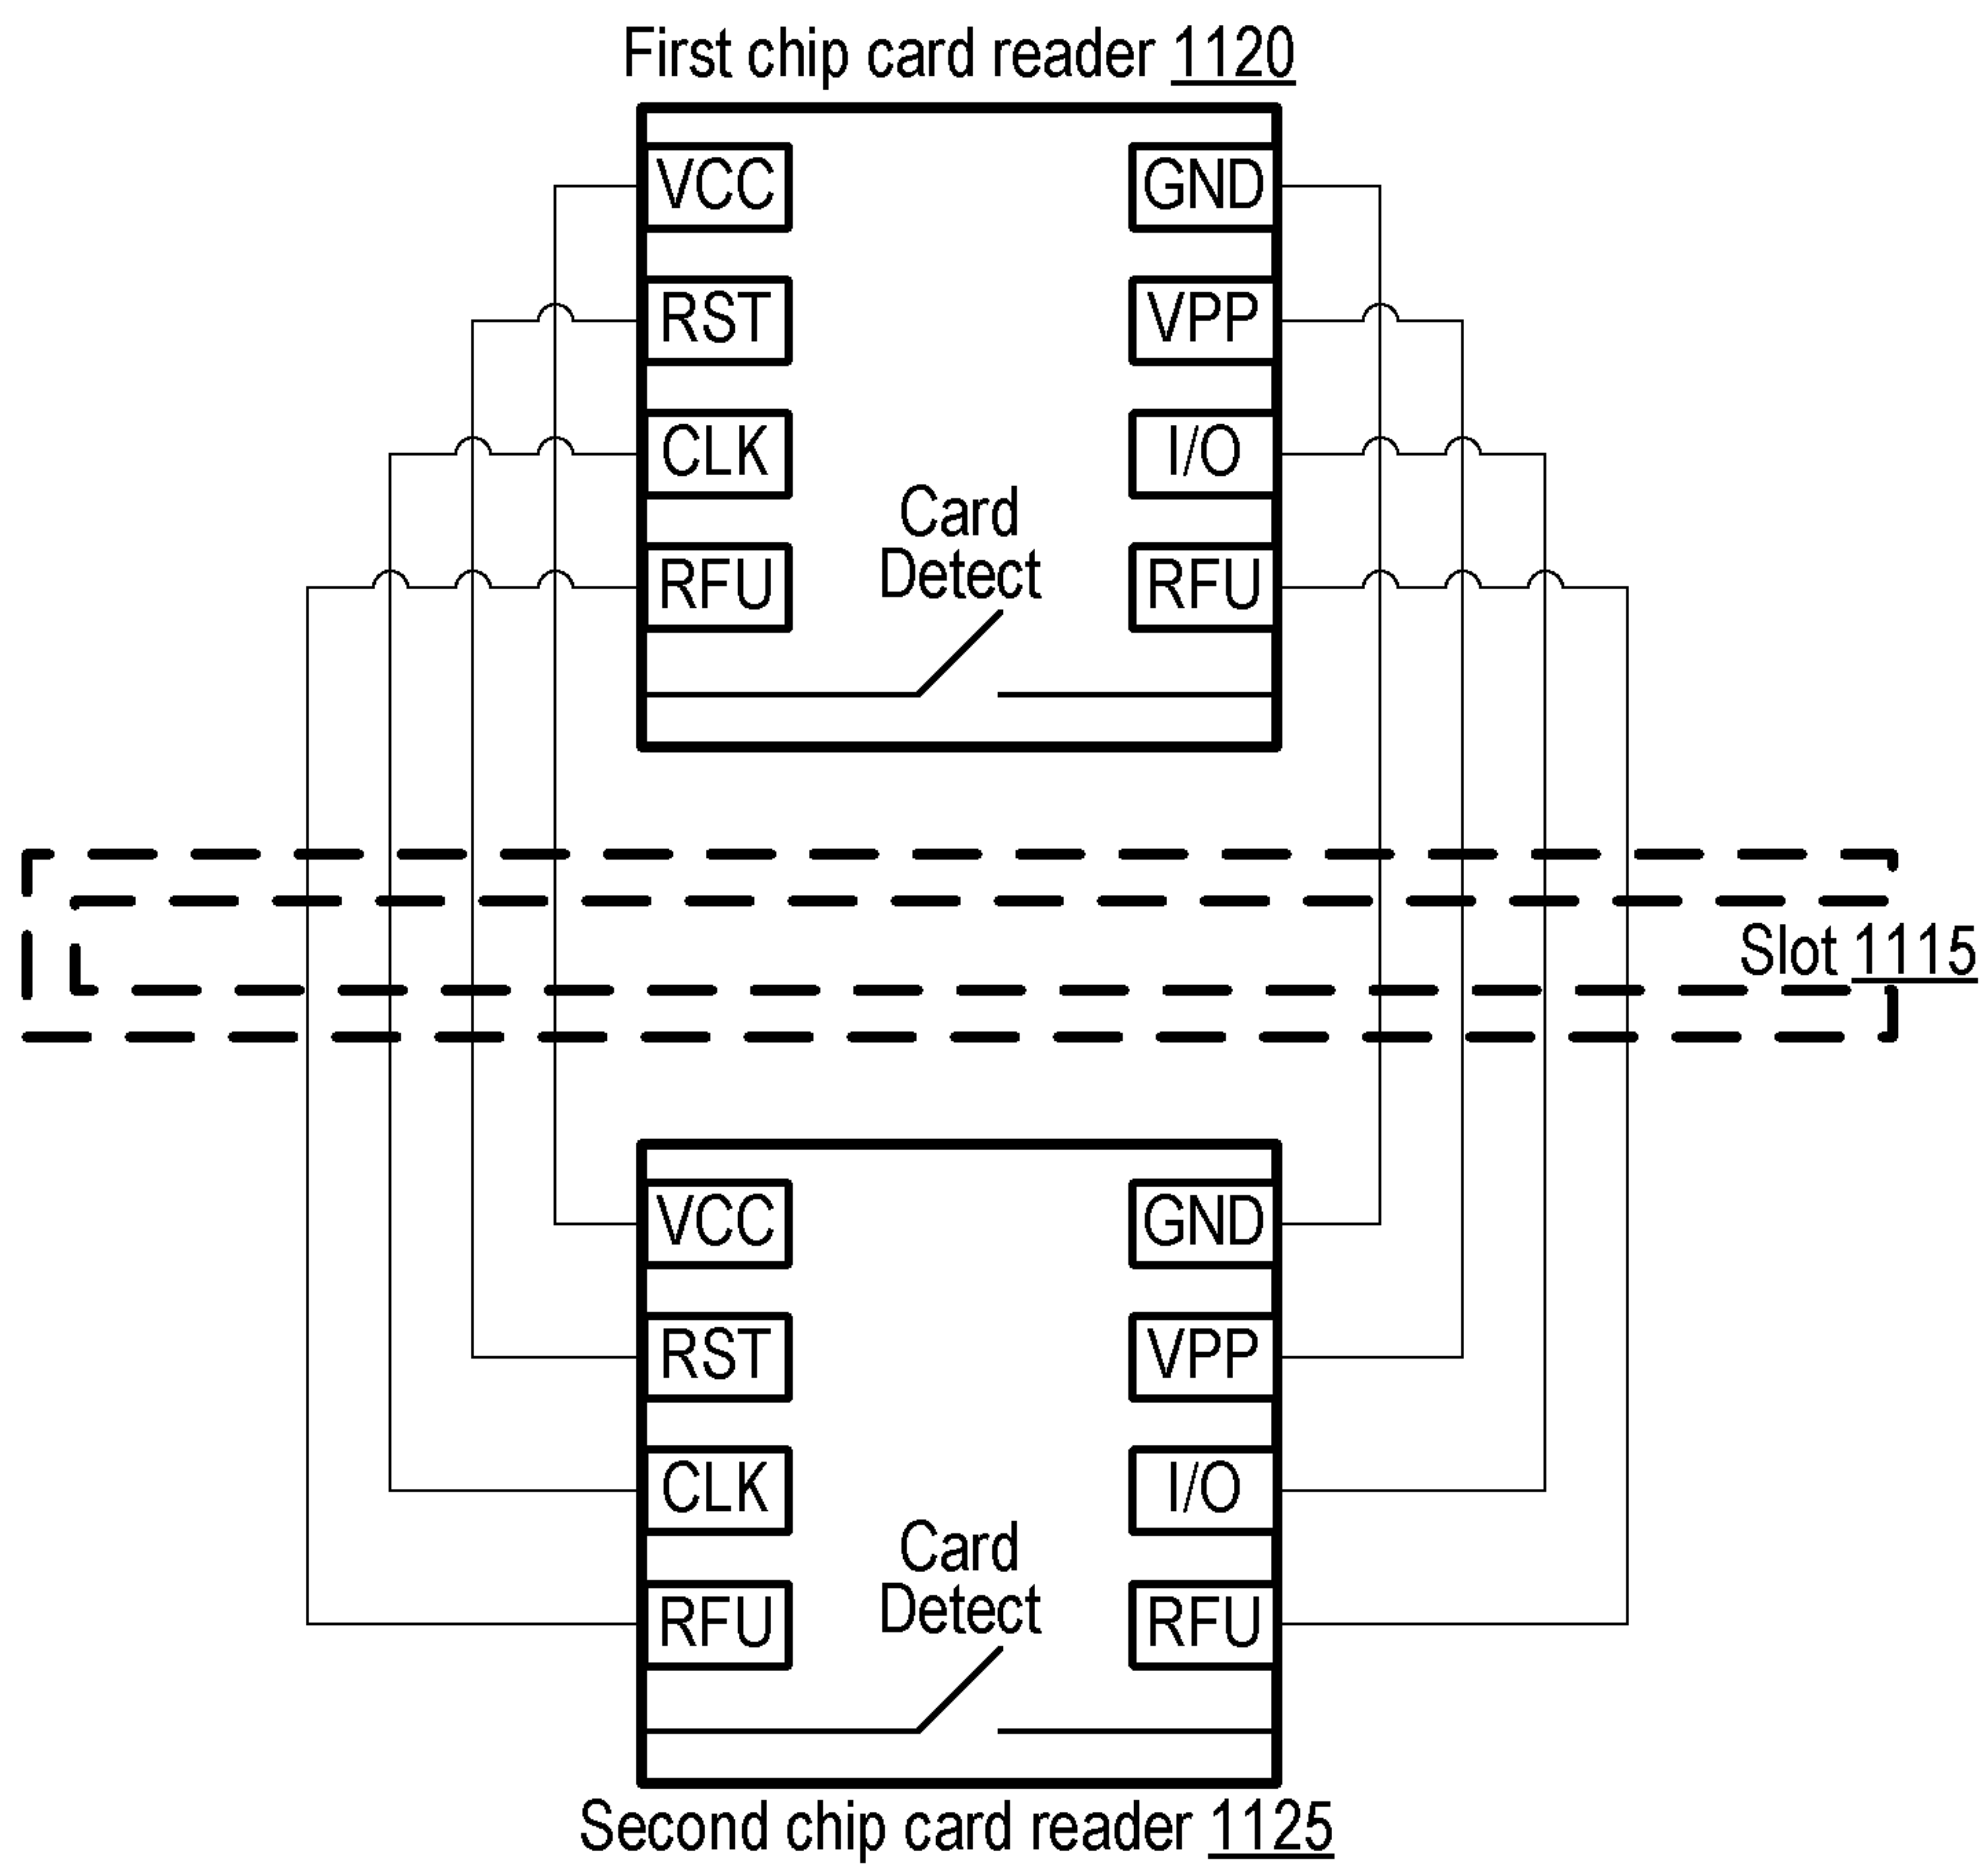 First chip card reader 1120
VCC GND
RST VPP
CLK I/O
Card
Detect
RFU RFU
Slot 1115
VCC GND
RST VPP
CLK I/O
Card
Detect
RFU RFU
Second chip card reader 1125